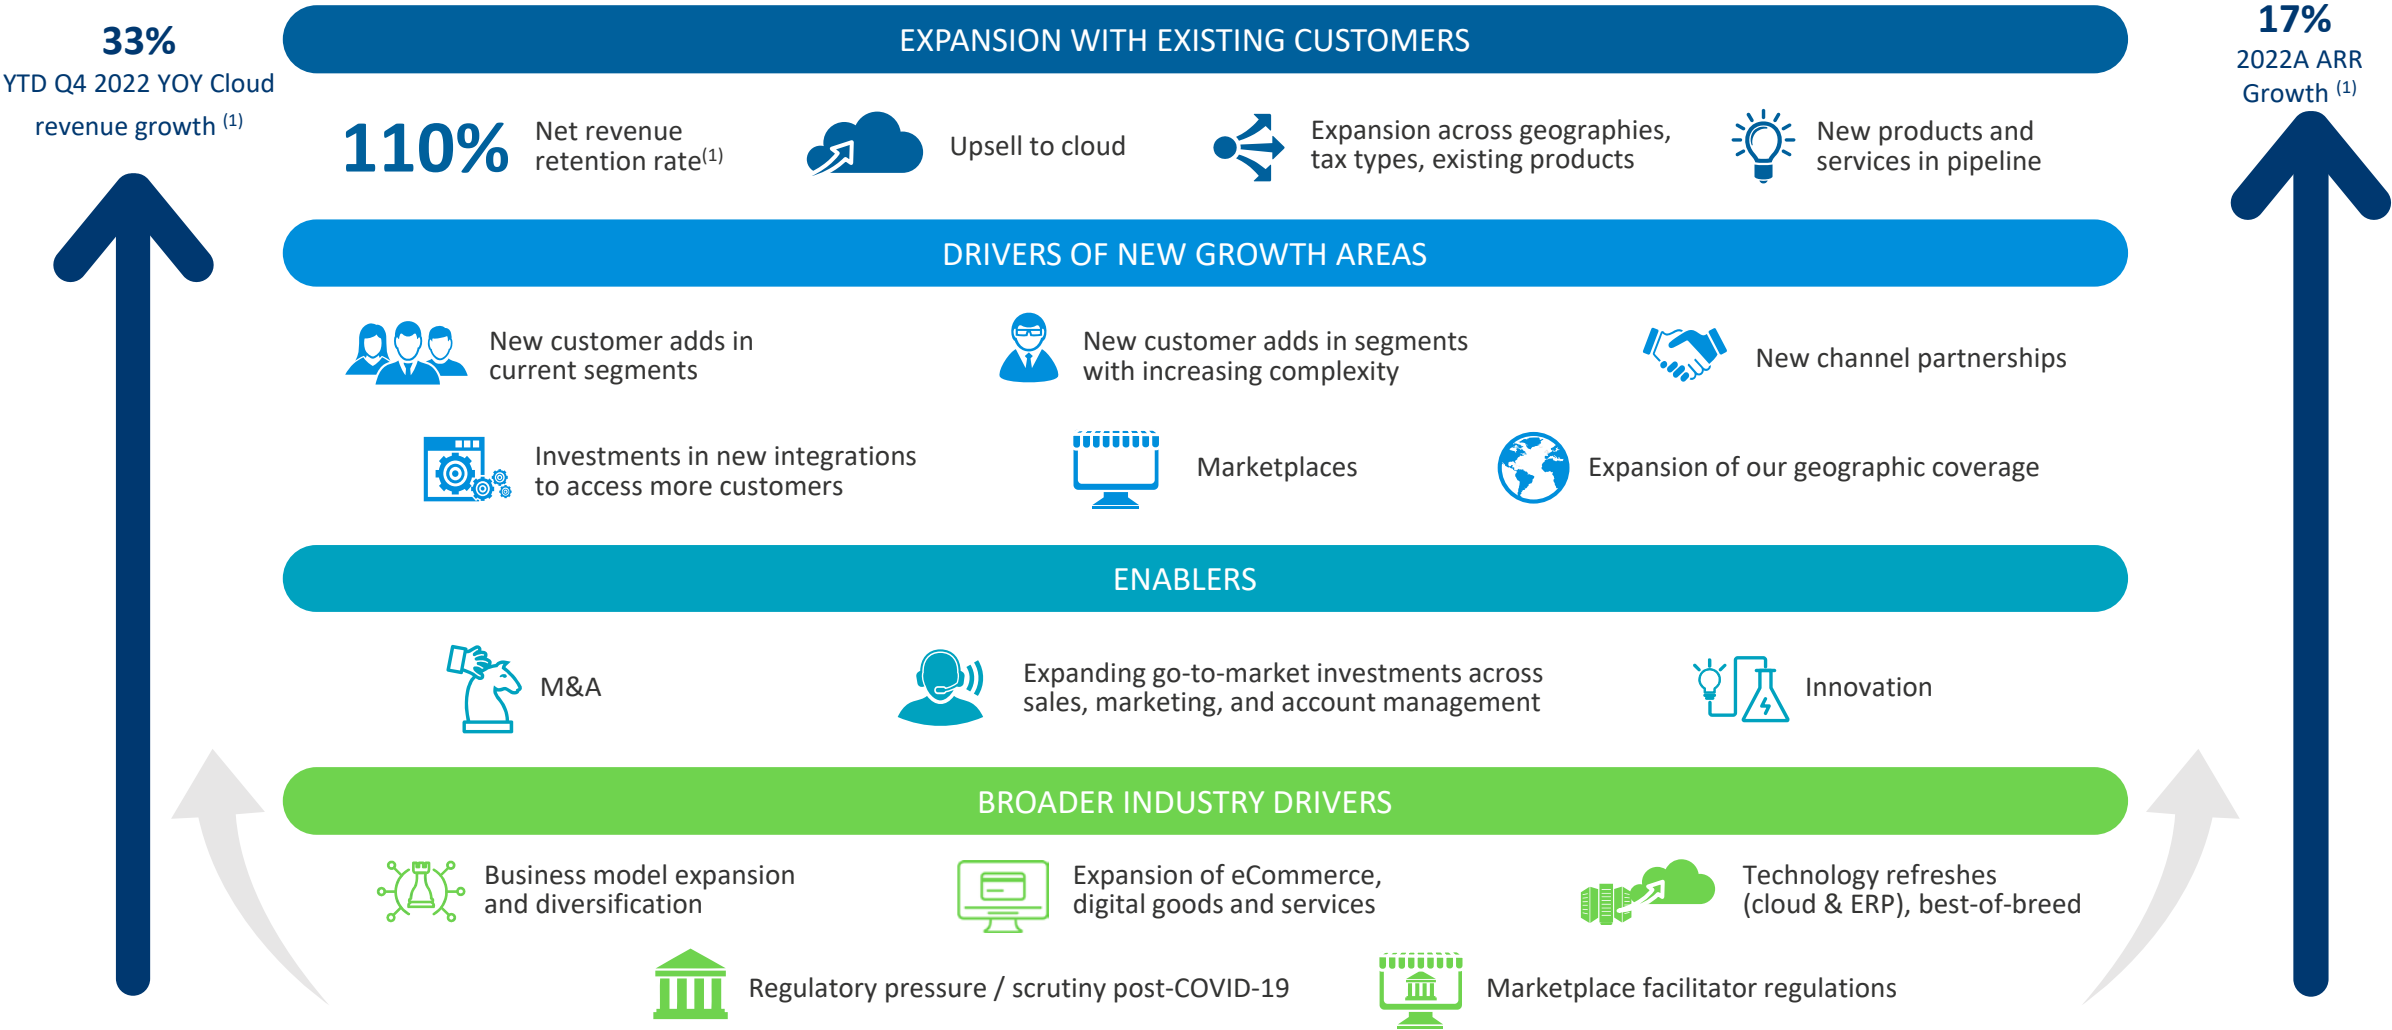 33%
YTD Q4 2022 YOY Cloud
revenue growth (1)
17%
2022A ARR
Growth (1)
EXPANSION WITH EXISTING CUSTOMERS
110%
Net revenue
retention rate(1)
Upsell to cloud
Expansion across geographies,
tax types, existing products
New products and
services in pipeline
DRIVERS OF NEW GROWTH AREAS
New customer adds in
current segments
New customer adds in segments
with increasing complexity
New channel partnerships
Investments in new integrations
to access more customers
Marketplaces
Expansion of our geographic coverage
ENABLERS
M&A
Expanding go-to-market investments across
sales, marketing, and account management
Innovation
BROADER INDUSTRY DRIVERS
Business model expansion
and diversification
Expansion of eCommerce,
digital goods and services
Technology refreshes
(cloud & ERP), best-of-breed
Regulatory pressure / scrutiny post-COVID-19
Marketplace facilitator regulations